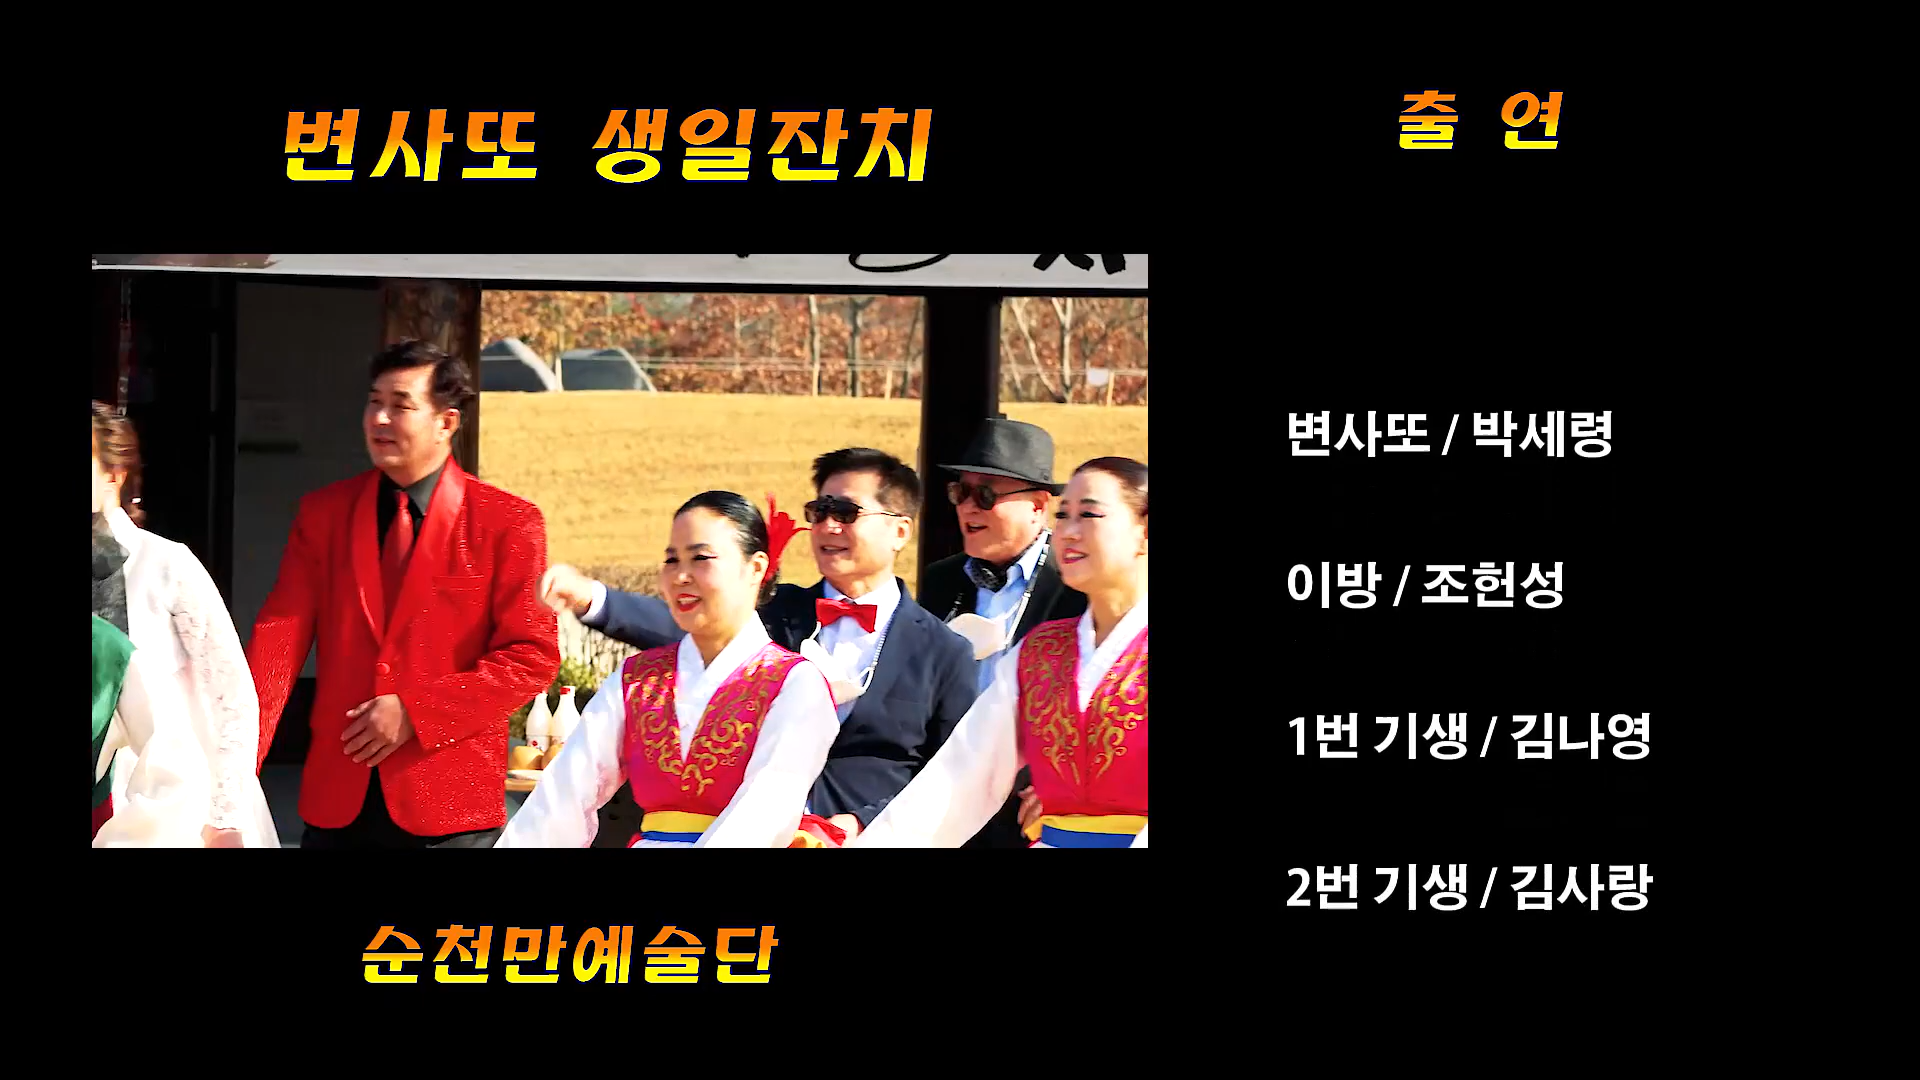 변사또 생일잔치
출 연
변사또 / 박세령
이방 / 조헌성
1번 기생 / 김나영
2번 기생 / 김사랑
순천만예술단